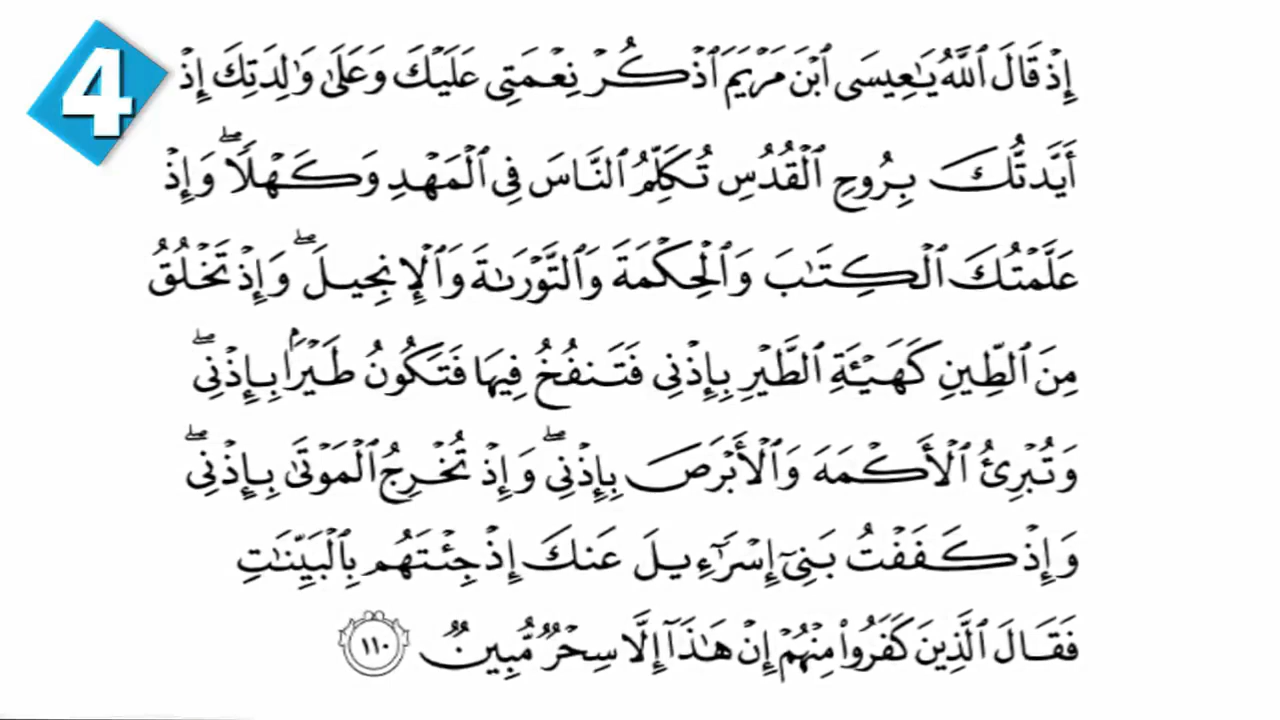 4
إِذْ قَالَ ٱللَّهُ يَٰعِيسَى ٱبْنَ مَرْيَمَ ٱذْكُرْ نِعْمَتِى عَلَيْكَ وَعَلَىٰ وَٰلِدَتِكَ إِذْ
أَيَّدتُّكَ بِرُوحِ ٱلْقُدُسِ تُكَلِّمُ ٱلنَّاسَ فِى ٱلْمَهْدِ وَكَهْلًا ۖ وَإِذْ
عَلَّمْتُكَ ٱلْكِتَٰبَ وَٱلْحِكْمَةَ وَٱلتَّوْرَىٰةَ وَٱلْإِنجِيلَ ۖ وَإِذْ تَخْلُقُ
مِنَ ٱلطِّينِ كَهَيْـَٔةِ ٱلطَّيْرِ بِإِذْنِى فَتَنفُخُ فِيهَا فَتَكُونُ طَيْرًۢا بِإِذْنِى ۖ
وَتُبْرِئُ ٱلْأَكْمَهَ وَٱلْأَبْرَصَ بِإِذْنِى ۖ وَإِذْ تُخْرِجُ ٱلْمَوْتَىٰ بِإِذْنِى ۖ
وَإِذْ كَفَفْتُ بَنِىٓ إِسْرَٰٓءِيلَ عَنكَ إِذْ جِئْتَهُم بِٱلْبَيِّنَٰتِ
فَقَالَ ٱلَّذِينَ كَفَرُوا۟ مِنْهُمْ إِنْ هَٰذَآ إِلَّا سِحْرٌ مُّبِينٌ ١١٠